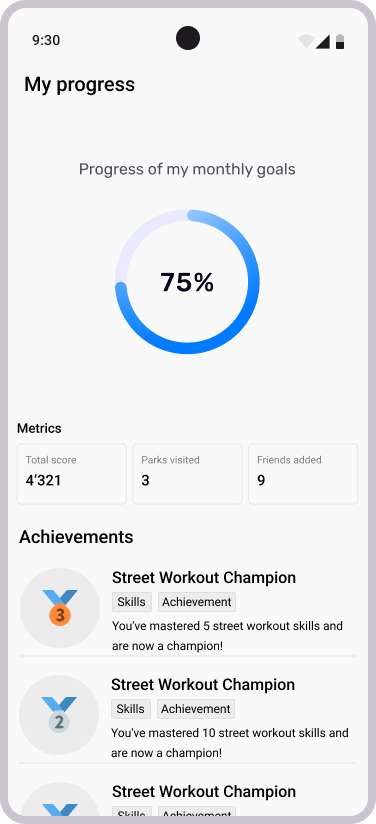 9:30
My progress
Progress of my monthly goals
75%
Metrics
Total score
4’321
Parks visited
3
Friends added
9
Achievements
3
Street Workout Champion
Skills Achievement
You've mastered 5 street workout skills and
are now a champion!
2
Street Workout Champion
Skills Achievement
You've mastered 10 street workout skills and
are now a champion!
Street Workout Champion
Skills Achievement